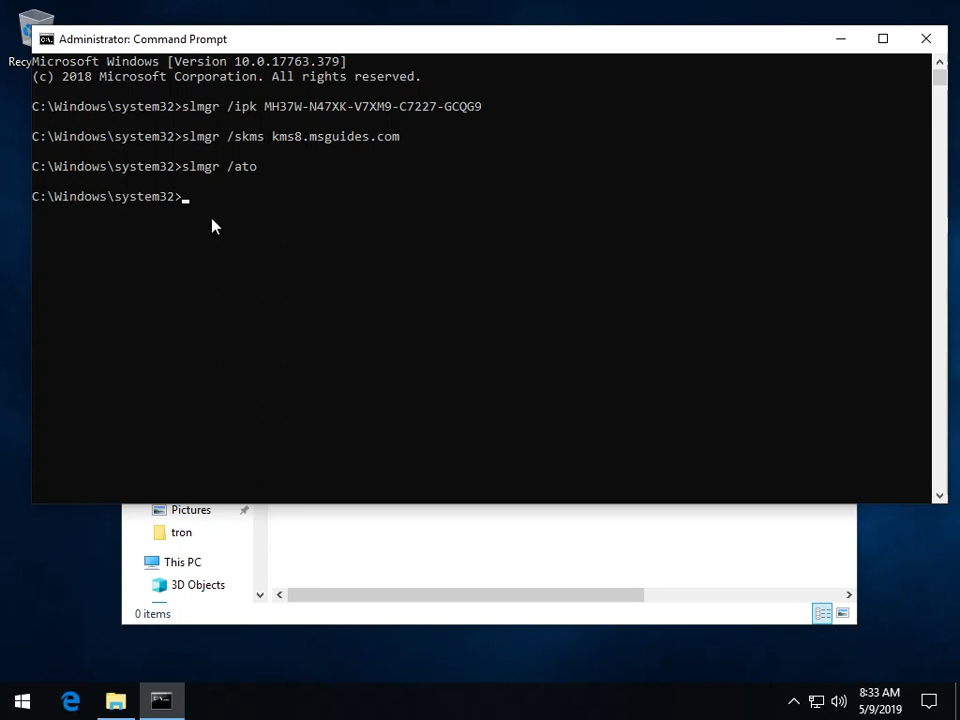 Administrator: Command Prompt
Recy
Microsoft Windows [Version 10.0.17763.379]
(c) 2018 Microsoft Corporation. All rights reserved.
C:\Windows\system32>slmgr /ipk MH37W-N47XK-V7XM9-C7227-GCQG9
C:\Windows\system32>slmgr /skms kms8.msguides.com
C:\Windows\system32>slmgr /ato
C:\Windows\system32>
Pictures
tron
This PC
3D Objects
0 items
8:33 AM
5/9/2019